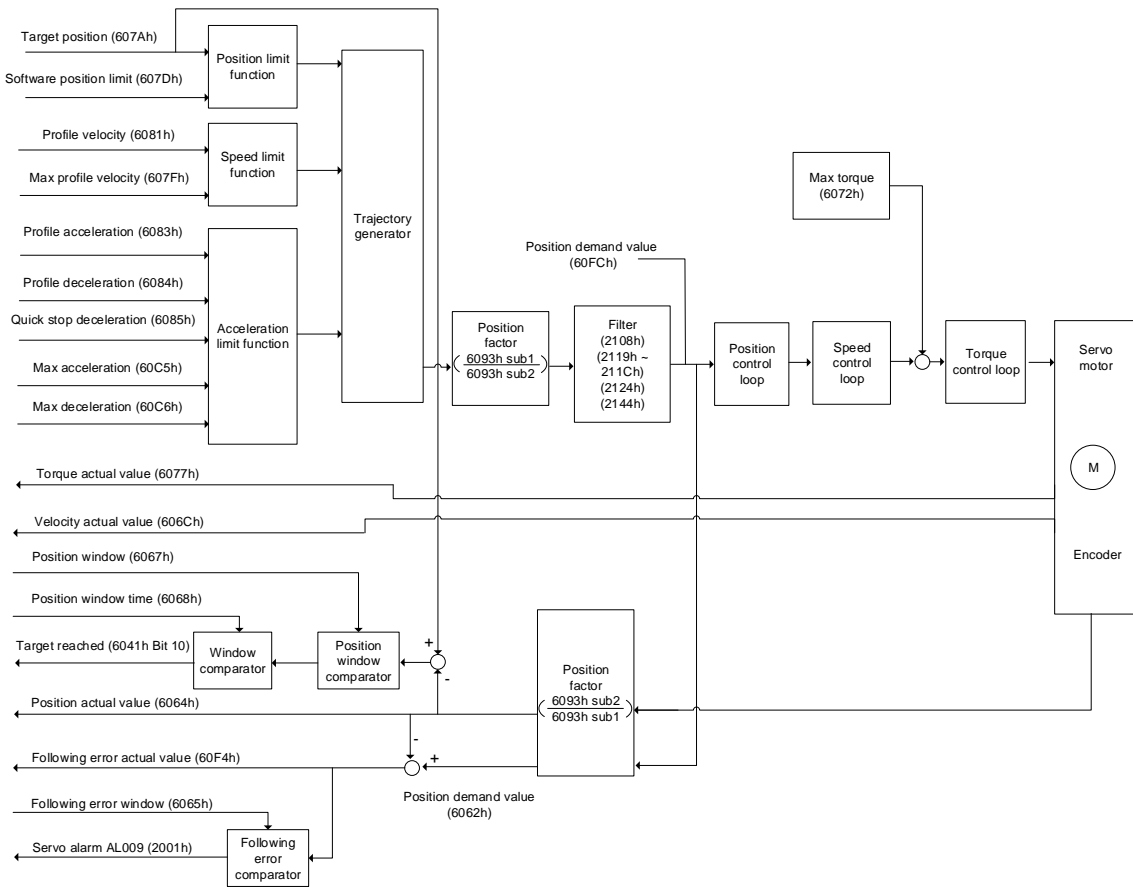 Target position (607Ah)
Software position limit (607Dh)
Position limit
function
Profile velocity (6081h)
Max profile velocity (607Fh)
Speed limit
function
Profile acceleration (6083h)
Profile deceleration (6084h)
Quick stop deceleration (6085h)
Max acceleration (60C5h)
Max deceleration (60C6h)
Acceleration
limit function
Trajectory
generator
Position
factor
( 6093h sub1
6093h sub2 )
Filter
(2108h)
(2119h ~
211Ch)
(2124h)
(2144h)
Position demand value
(60FCh)
Position
control
loop
Speed
control
loop
Max torque
(6072h)
Torque
control loop
Servo
motor
M
Encoder
Torque actual value (6077h)
Velocity actual value (606Ch)
Position window (6067h)
Position window time (6068h)
Target reached (6041h Bit 10)
Window
comparator
Position
window
comparator
+
-
Position actual value (6064h)
Position
factor
( 6093h sub2
6093h sub1 )
-
+
Following error actual value (60F4h)
Position demand value
(6062h)
Following error window (6065h)
Servo alarm AL009 (2001h)
Following
error
comparator